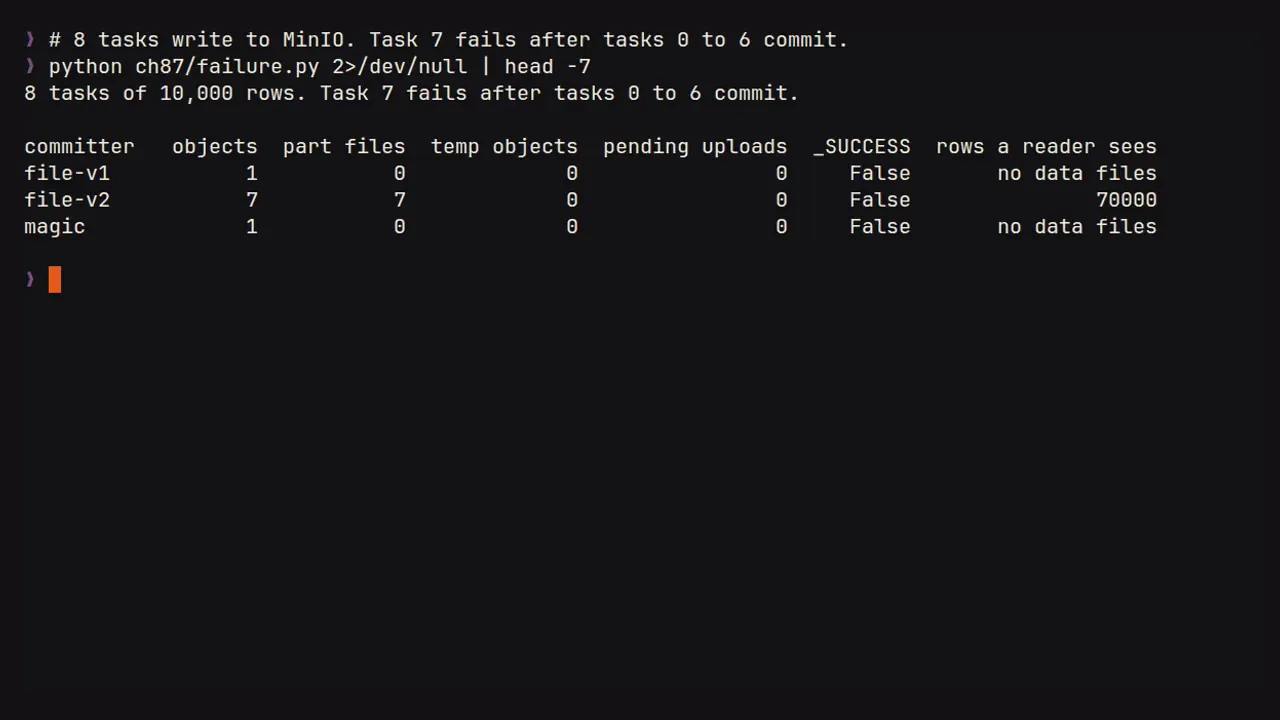 ❯ # 8 tasks write to MinIO. Task 7 fails after tasks 0 to 6 commit.
❯ python ch87/failure.py 2>/dev/null | head -7
8 tasks of 10,000 rows. Task 7 fails after tasks 0 to 6 commit.
committer   objects  part files  temp objects  pending uploads  _SUCCESS  rows a reader sees
file-v1           1           0             0                0     False       no data files
file-v2           7           7             0                0     False               70000
magic             1           0             0                0     False       no data files
❯